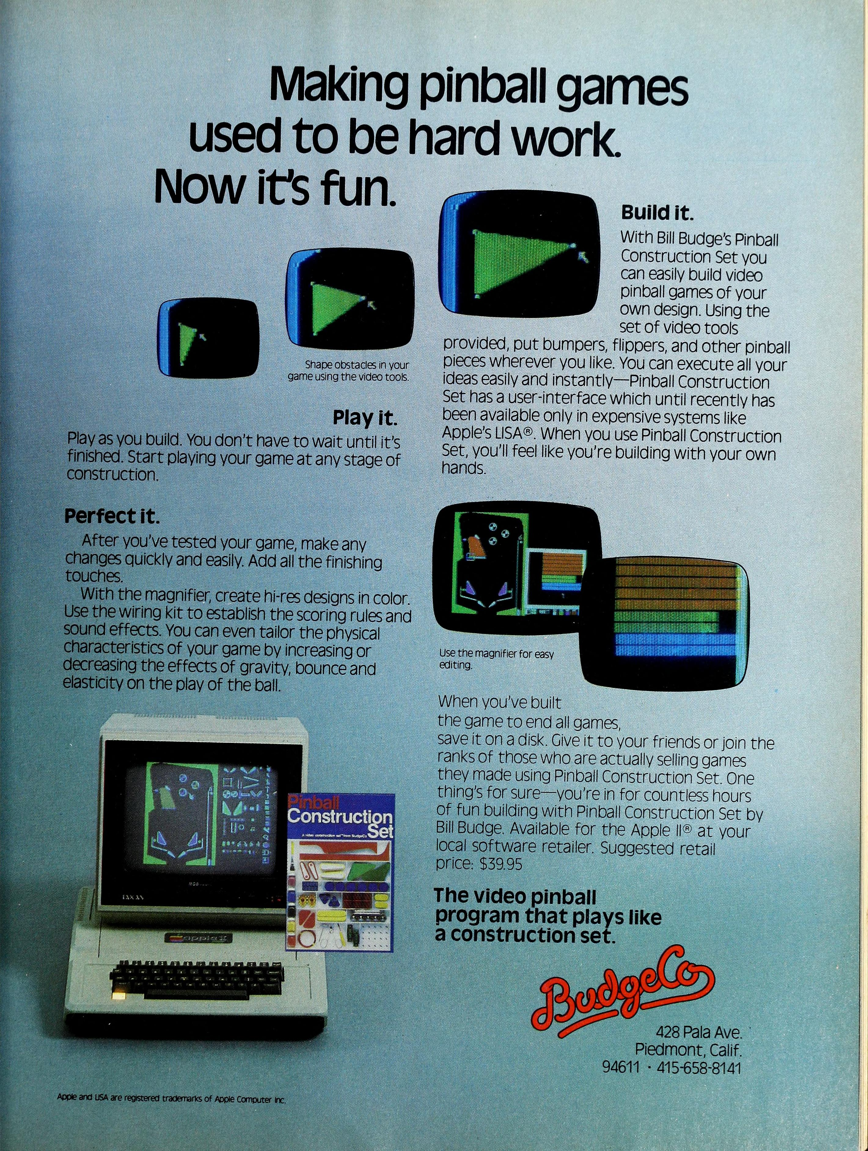 Making pinball games
used to be hard work.
Now it's fun.
Shape obstacles in your
game using the video tools.
Build it.
With Bill Budge's Pinball
Construction Set you
can easily build video
pinball games of your
own design. Using the
set of video tools
provided, put bumpers, flippers, and other pinball
pieces wherever you like. You can execute all your
ideas easily and instantly—Pinball Construction
Set has a user-interface which until recently has
been available only in expensive systems like
Apple's LISA®. When you use Pinball Construction
Set, you'll feel like you're building with your own
hands.
Play it.
Play as you build. You don't have to wait until it's
finished. Start playing your game at any stage of
construction.
Perfect it.
After you've tested your game, make any
changes quickly and easily. Add all the finishing
touches.
With the magnifier, create hi-res designs in color.
Use the wiring kit to establish the scoring rules and
sound effects. You can even tailor the physical
characteristics of your game by increasing or
decreasing the effects of gravity, bounce and
elasticity on the play of the ball.
Use the magnifier for easy
editing.
When you've built
the game to end all games,
save it on a disk. Give it to your friends or join the
ranks of those who are actually selling games
they made using Pinball Construction Set. One
thing's for sure—you're in for countless hours
of fun building with Pinball Construction Set by
Bill Budge. Available for the Apple II® at your
local software retailer. Suggested retail
price: $39.95
Pinball
Construction
Set
A video construction set from BudgeCo
apple II
The video pinball
program that plays like
a construction set.
BudgeCo
428 Pala Ave.
Piedmont, Calif.
94611 • 415-658-8141
Apple and LISA are registered trademarks of Apple Computer Inc.